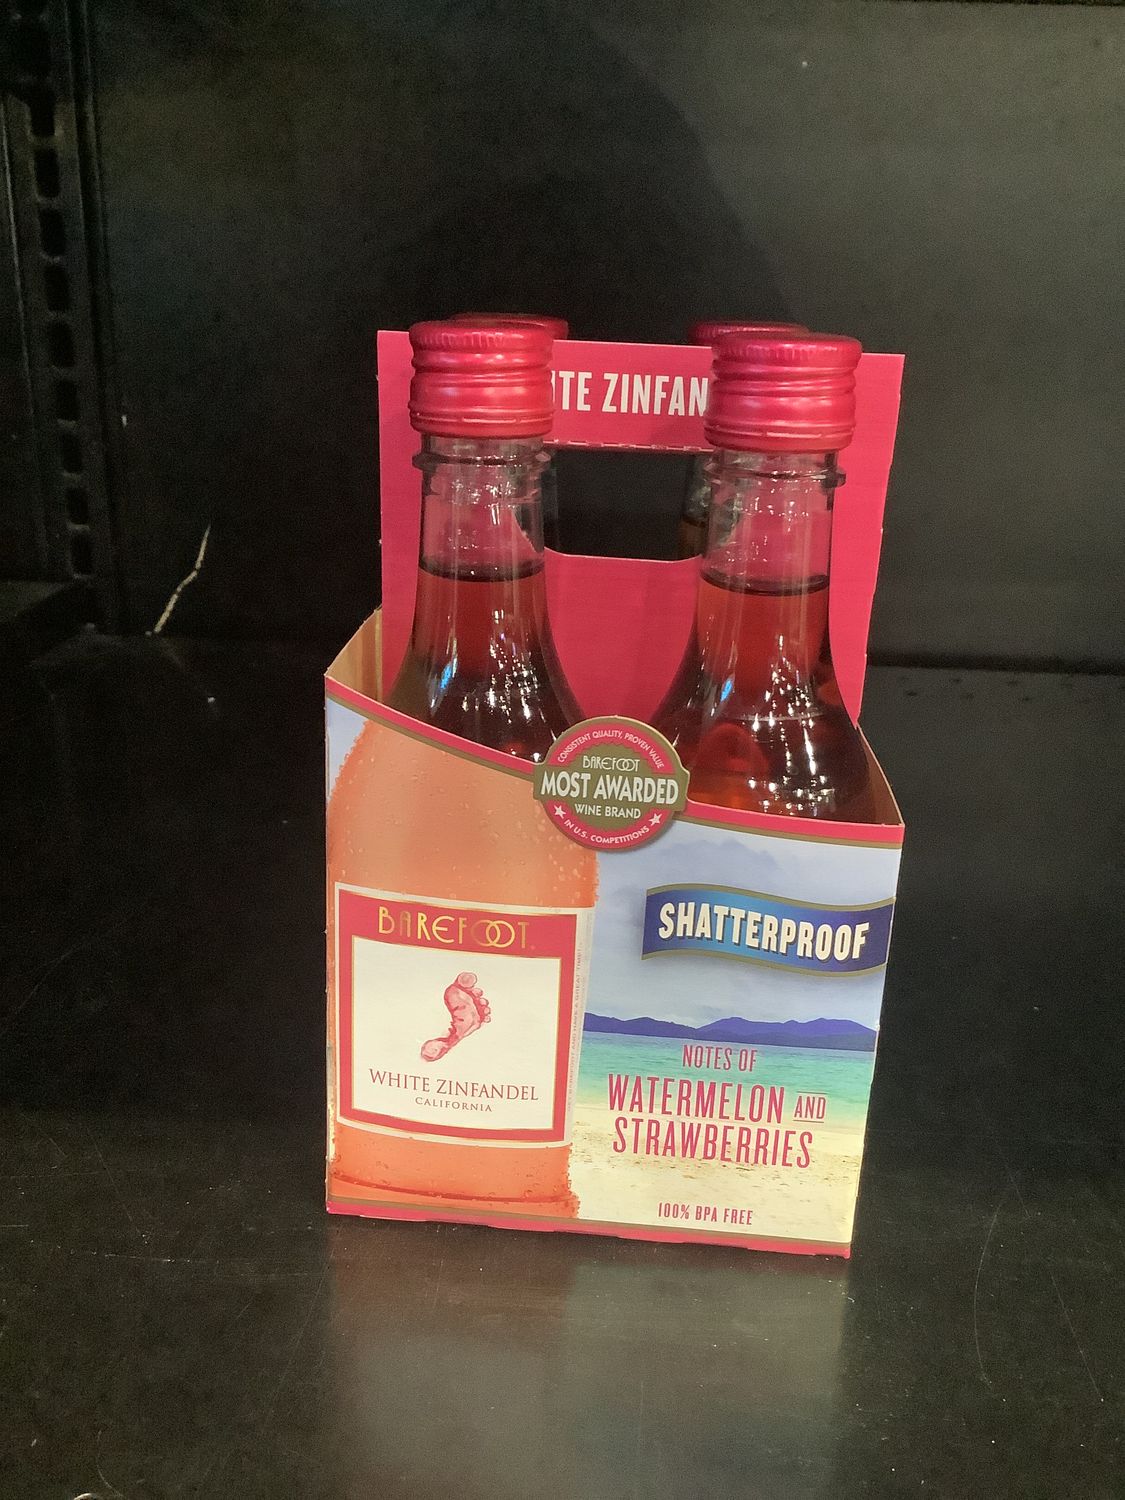 ITE ZINFAN
CONSISTENT QUALITY, PROVEN VALUE
BAREFOOT
MOST AWARDED
WINE BRAND
IN U.S. COMPETITIONS
SHATTERPROOF
BAREFOOT
WHITE ZINFANDEL
CALIFORNIA
NOTES OF
WATERMELON AND
STRAWBERRIES
100% BPA FREE